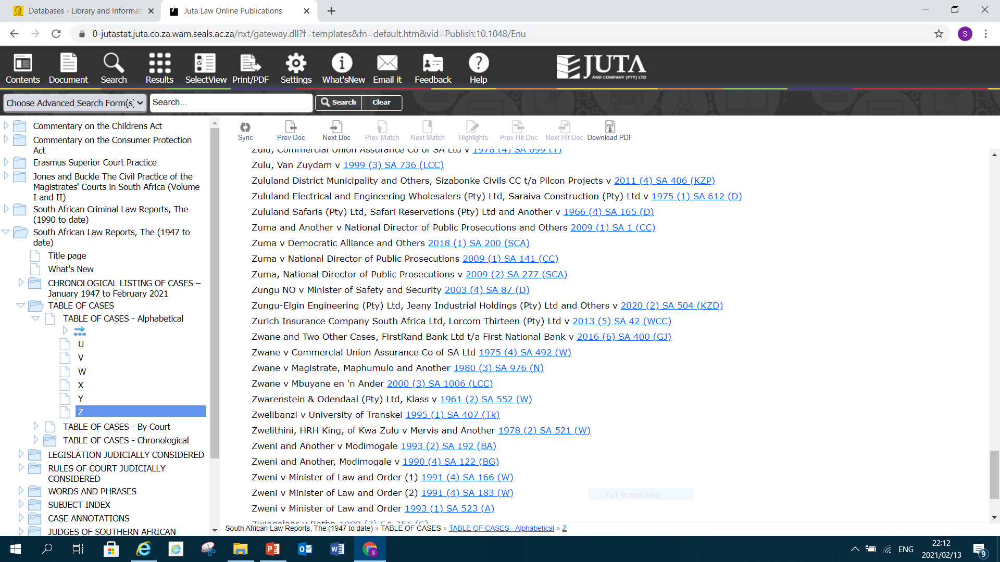 Databases - Library and Informat
Juta Law Online Publications
0-jutastat.juta.co.za.wam.seals.ac.za/nxt/gateway.dll?f=templates&fn=default.htm&vid=Publish:10.1048/Enu
S
Contents Document Search Results SelectView Print/PDF Settings What'sNew Email it Feedback Help
JUTA
AND COMPANY (PTY) LTD
Choose Advanced Search Form(s) Search... Search Clear
Commentary on the Childrens Act
Commentary on the Consumer Protection
Act
Erasmus Superior Court Practice
Jones and Buckle The Civil Practice of the
Magistrates' Courts in South Africa (Volume
I and II)
South African Criminal Law Reports, The
(1990 to date)
South African Law Reports, The (1947 to
date)
Title page
What's New
CHRONOLOGICAL LISTING OF CASES –
January 1947 to February 2021
TABLE OF CASES
TABLE OF CASES - Alphabetical
U
V
W
X
Y
Z
TABLE OF CASES - By Court
TABLE OF CASES - Chronological
LEGISLATION JUDICIALLY CONSIDERED
RULES OF COURT JUDICIALLY
CONSIDERED
WORDS AND PHRASES
SUBJECT INDEX
CASE ANNOTATIONS
JUDGES OF SOUTHERN AFRICAN
Sync Prev Doc Next Doc Prev Match Next Match Highlights Prev Hit Doc Next Hit Doc Download PDF
Zulu, Commercial Union Assurance Co of SA Ltd v 1978 (4) SA 699 (T)
Zulu, Van Zuydam v 1999 (3) SA 736 (LCC)
Zululand District Municipality and Others, Sizabonke Civils CC t/a Pilcon Projects v 2011 (4) SA 406 (KZP)
Zululand Electrical and Engineering Wholesalers (Pty) Ltd, Saraiva Construction (Pty) Ltd v 1975 (1) SA 612 (D)
Zululand Safaris (Pty) Ltd, Safari Reservations (Pty) Ltd and Another v 1966 (4) SA 165 (D)
Zuma and Another v National Director of Public Prosecutions and Others 2009 (1) SA 1 (CC)
Zuma v Democratic Alliance and Others 2018 (1) SA 200 (SCA)
Zuma v National Director of Public Prosecutions 2009 (1) SA 141 (CC)
Zuma, National Director of Public Prosecutions v 2009 (2) SA 277 (SCA)
Zungu NO v Minister of Safety and Security 2003 (4) SA 87 (D)
Zungu-Elgin Engineering (Pty) Ltd, Jeany Industrial Holdings (Pty) Ltd and Others v 2020 (2) SA 504 (KZD)
Zurich Insurance Company South Africa Ltd, Lorcom Thirteen (Pty) Ltd v 2013 (5) SA 42 (WCC)
Zwane and Two Other Cases, FirstRand Bank Ltd t/a First National Bank v 2016 (6) SA 400 (GJ)
Zwane v Commercial Union Assurance Co of SA Ltd 1975 (4) SA 492 (W)
Zwane v Magistrate, Maphumulo and Another 1980 (3) SA 976 (N)
Zwane v Mbuyane en 'n Ander 2000 (3) SA 1006 (LCC)
Zwarenstein & Odendaal (Pty) Ltd, Klass v 1961 (2) SA 552 (W)
Zwelibanzi v University of Transkei 1995 (1) SA 407 (Tk)
Zwelithini, HRH King, of Kwa Zulu v Mervis and Another 1978 (2) SA 521 (W)
Zweni and Another v Modimogale 1993 (2) SA 192 (BA)
Zweni and Another, Modimogale v 1990 (4) SA 122 (BG)
Zweni v Minister of Law and Order (1) 1991 (4) SA 166 (W)
Zweni v Minister of Law and Order (2) 1991 (4) SA 183 (W)
Full-screen Snip
Zweni v Minister of Law and Order 1993 (1) SA 523 (A)
South African Law Reports, The (1947 to date) » TABLE OF CASES » TABLE OF CASES - Alphabetical » Z
ENG
22:12
2021/02/13
9